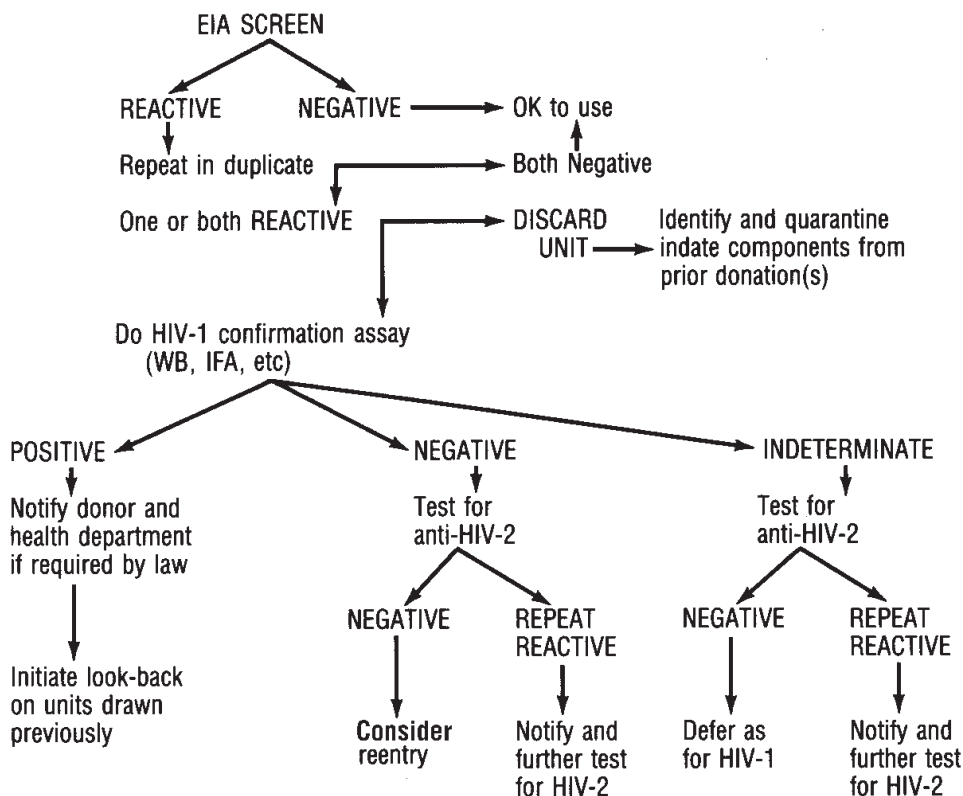 EIA SCREEN
REACTIVE NEGATIVE OK to use
Repeat in duplicate Both Negative
One or both REACTIVE DISCARD
UNIT
Identify and quarantine
indate components from
prior donation(s)
Do HIV-1 confirmation assay
(WB, IFA, etc)
POSITIVE NEGATIVE INDETERMINATE
Notify donor and
health department
if required by law
Test for
anti-HIV-2
Test for
anti-HIV-2
NEGATIVE REPEAT
REACTIVE
NEGATIVE REPEAT
REACTIVE
Initiate look-back
on units drawn
previously
Consider
reentry
Notify and
further test
for HIV-2
Defer as
for HIV-1
Notify and
further test
for HIV-2